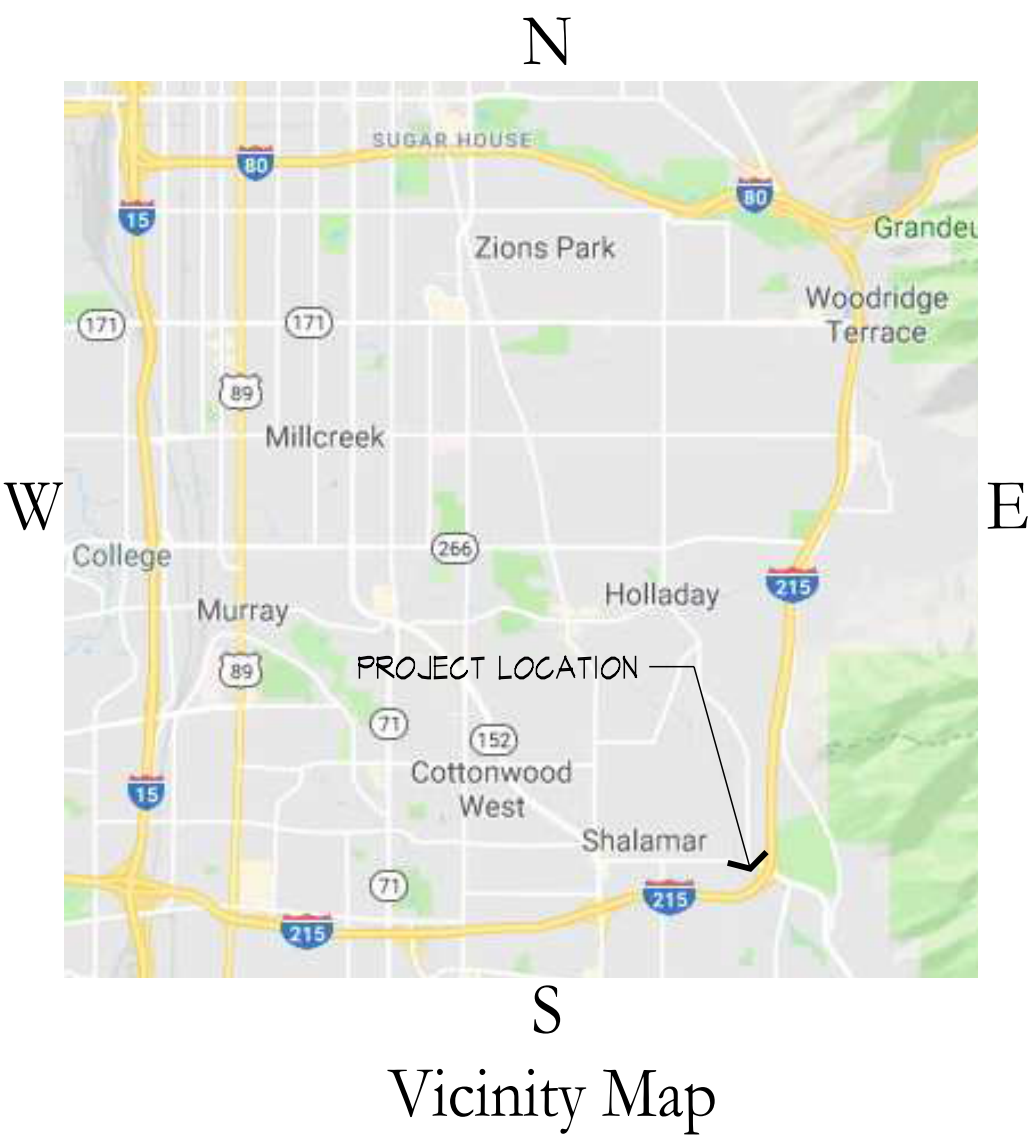 N
SUGAR HOUSE
80
80
15
Grandeu
Zions Park
Woodridge
Terrace
171
171
89
Millcreek
W
E
266
College
215
Holladay
Murray
PROJECT LOCATION
89
71
152
Cottonwood
West
15
Shalamar
71
215
215
S
Vicinity Map